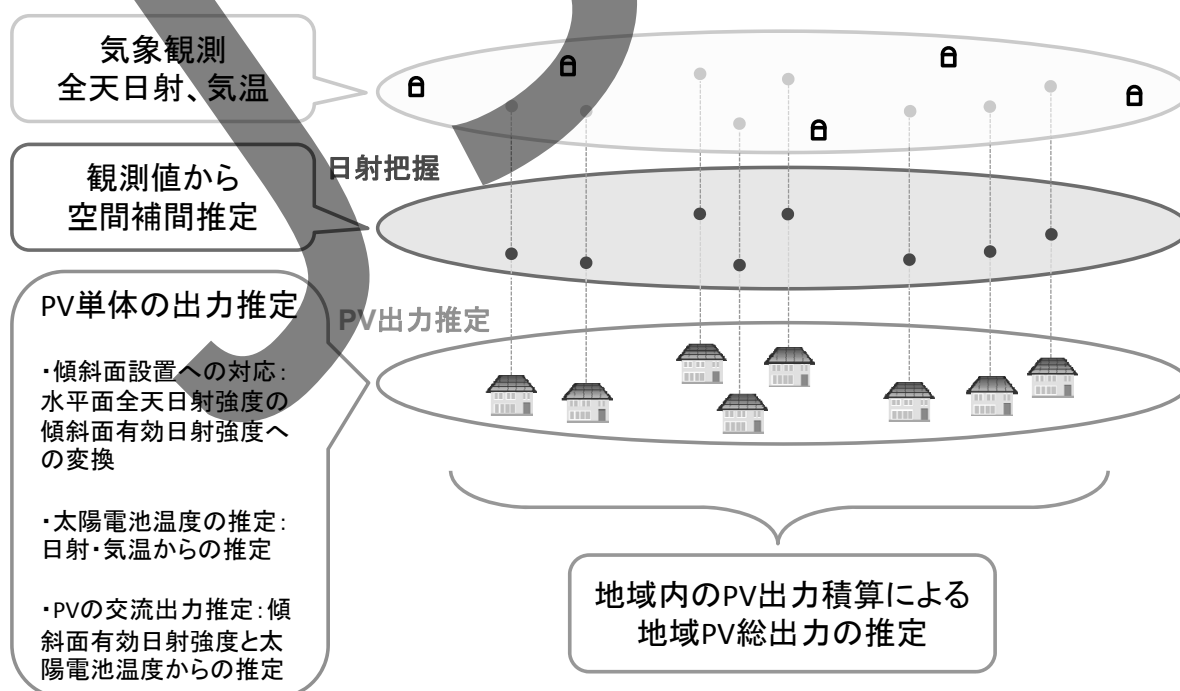 気象観測
全天日射、気温
日射把握
観測値から
空間補間推定
PV単体の出力推定
PV出力推定
・傾斜面設置への対応：
水平面全天日射強度の
傾斜面有効日射強度へ
の変換
・太陽電池温度の推定：
日射・気温からの推定
・PVの交流出力推定：傾
斜面有効日射強度と太
陽電池温度からの推定
地域内のPV出力積算による
地域PV総出力の推定